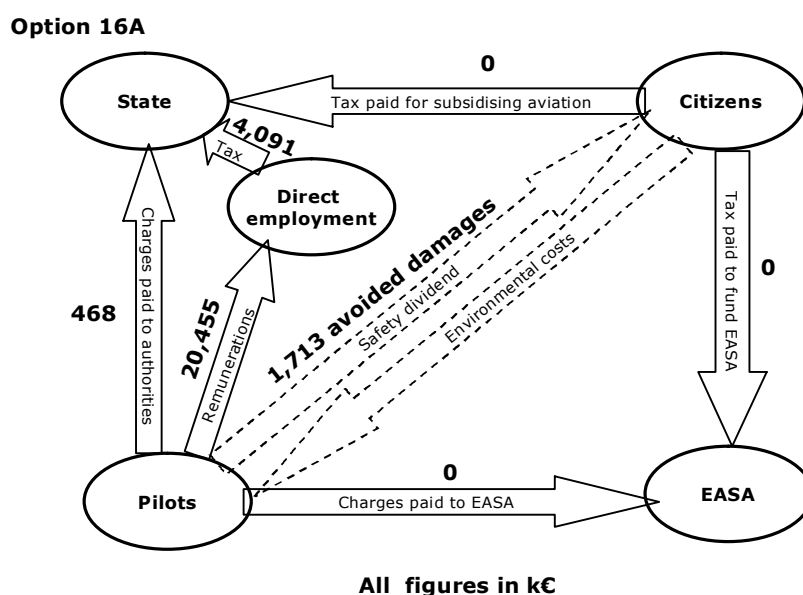 Option 16A
0
State
Tax paid for subsidising aviation
Citizens
4,091
Tax
Direct
employment
Charges paid to authorities
468
20,455
Remunerations
1,713 avoided damages
Safety dividend
Environmental costs
Tax paid to fund EASA
0
0
Pilots
Charges paid to EASA
EASA
All figures in k€